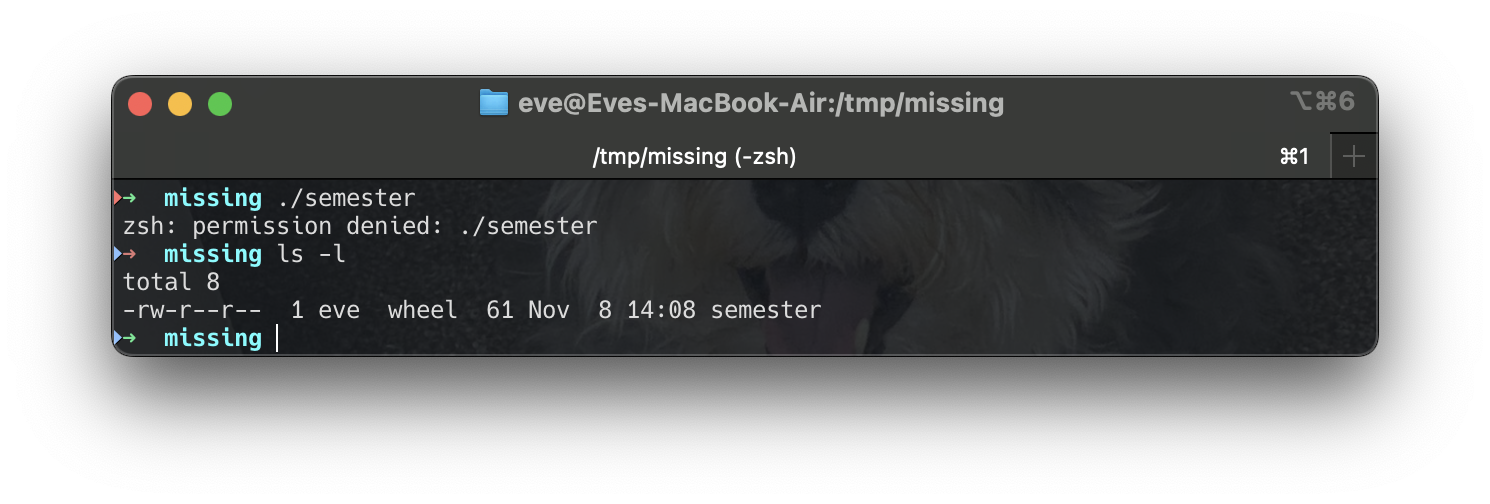 eve@Eves-MacBook-Air:/tmp/missing ⌥⌘6
/tmp/missing (-zsh) ⌘1
➜  missing ./semester
zsh: permission denied: ./semester
➜  missing ls -l
total 8
-rw-r--r--  1 eve  wheel  61 Nov  8 14:08 semester
➜  missing